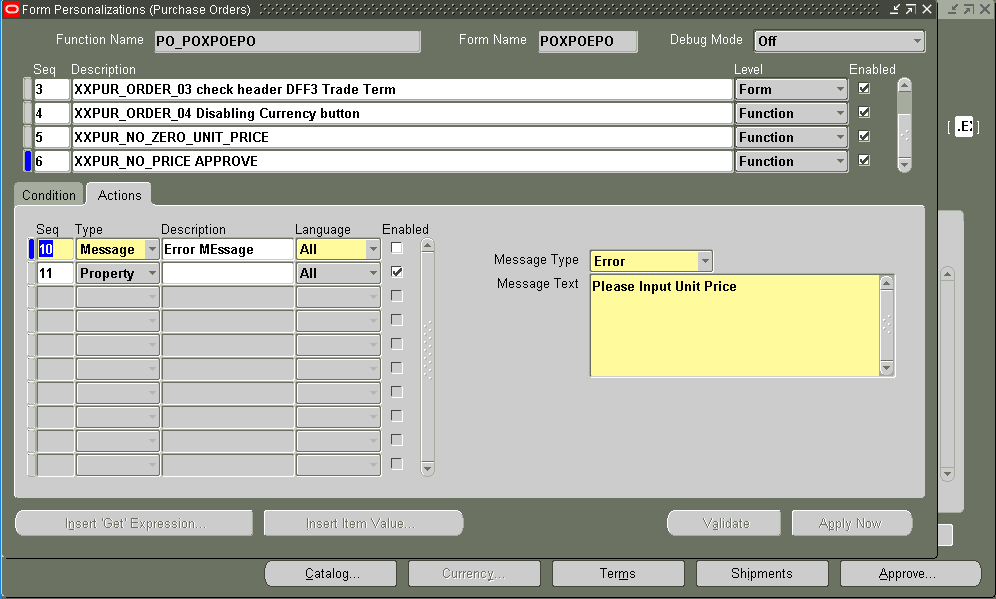 Form Personalizations (Purchase Orders)
Function Name PO_POXPOEPO Form Name POXPOEPO Debug Mode Off
Seq Description Level Enabled
3 XXPUR_ORDER_03 check header DFF3 Trade Term Form
4 XXPUR_ORDER_04 Disabling Currency button Function
5 XXPUR_NO_ZERO_UNIT_PRICE Function
6 XXPUR_NO_PRICE APPROVE Function
[ .E ]
Condition Actions
Seq Type Description Language Enabled
10 Message Error MEssage All
11 Property All
Message Type Error
Message Text Please Input Unit Price
Insert 'Get' Expression... Insert Item Value... Validate Apply Now
Catalog... Currency... Terms Shipments Approve...